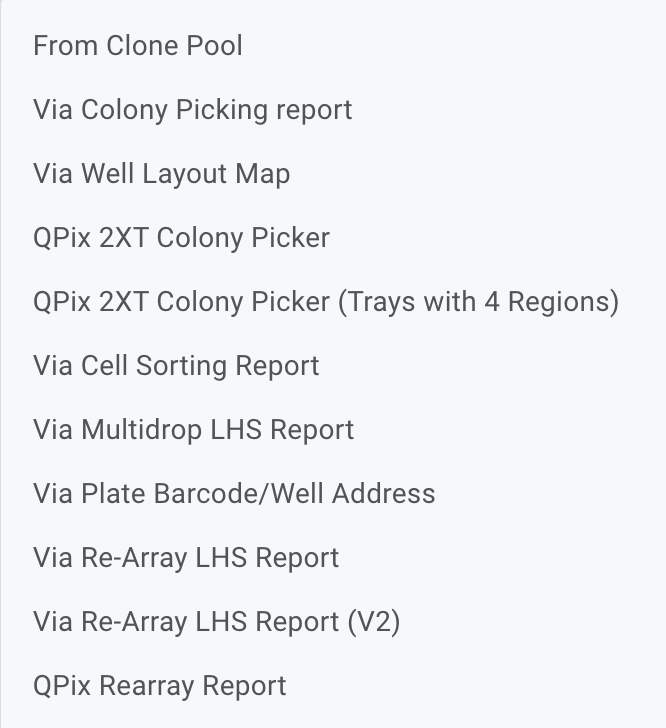 From Clone Pool
Via Colony Picking report
Via Well Layout Map
QPix 2XT Colony Picker
QPix 2XT Colony Picker (Trays with 4 Regions)
Via Cell Sorting Report
Via Multidrop LHS Report
Via Plate Barcode/Well Address
Via Re-Array LHS Report
Via Re-Array LHS Report (V2)
QPix Rearray Report